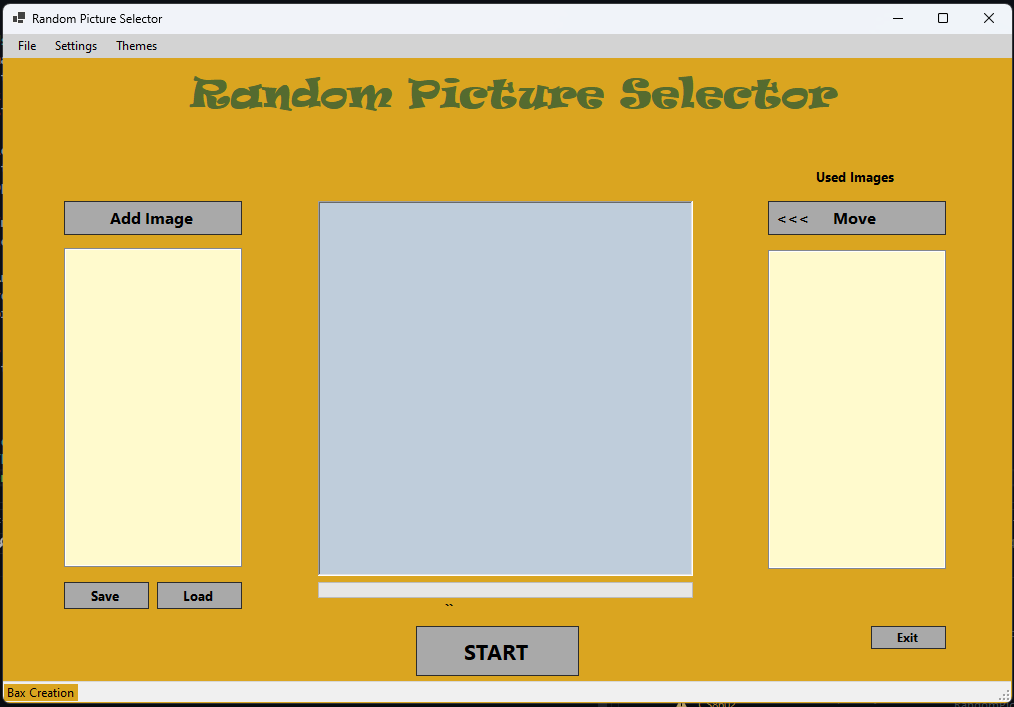 Random Picture Selector
File Settings Themes
Random Picture Selector
Used Images
Add Image
<<< Move
Save Load
``
START
Exit
Bax Creation